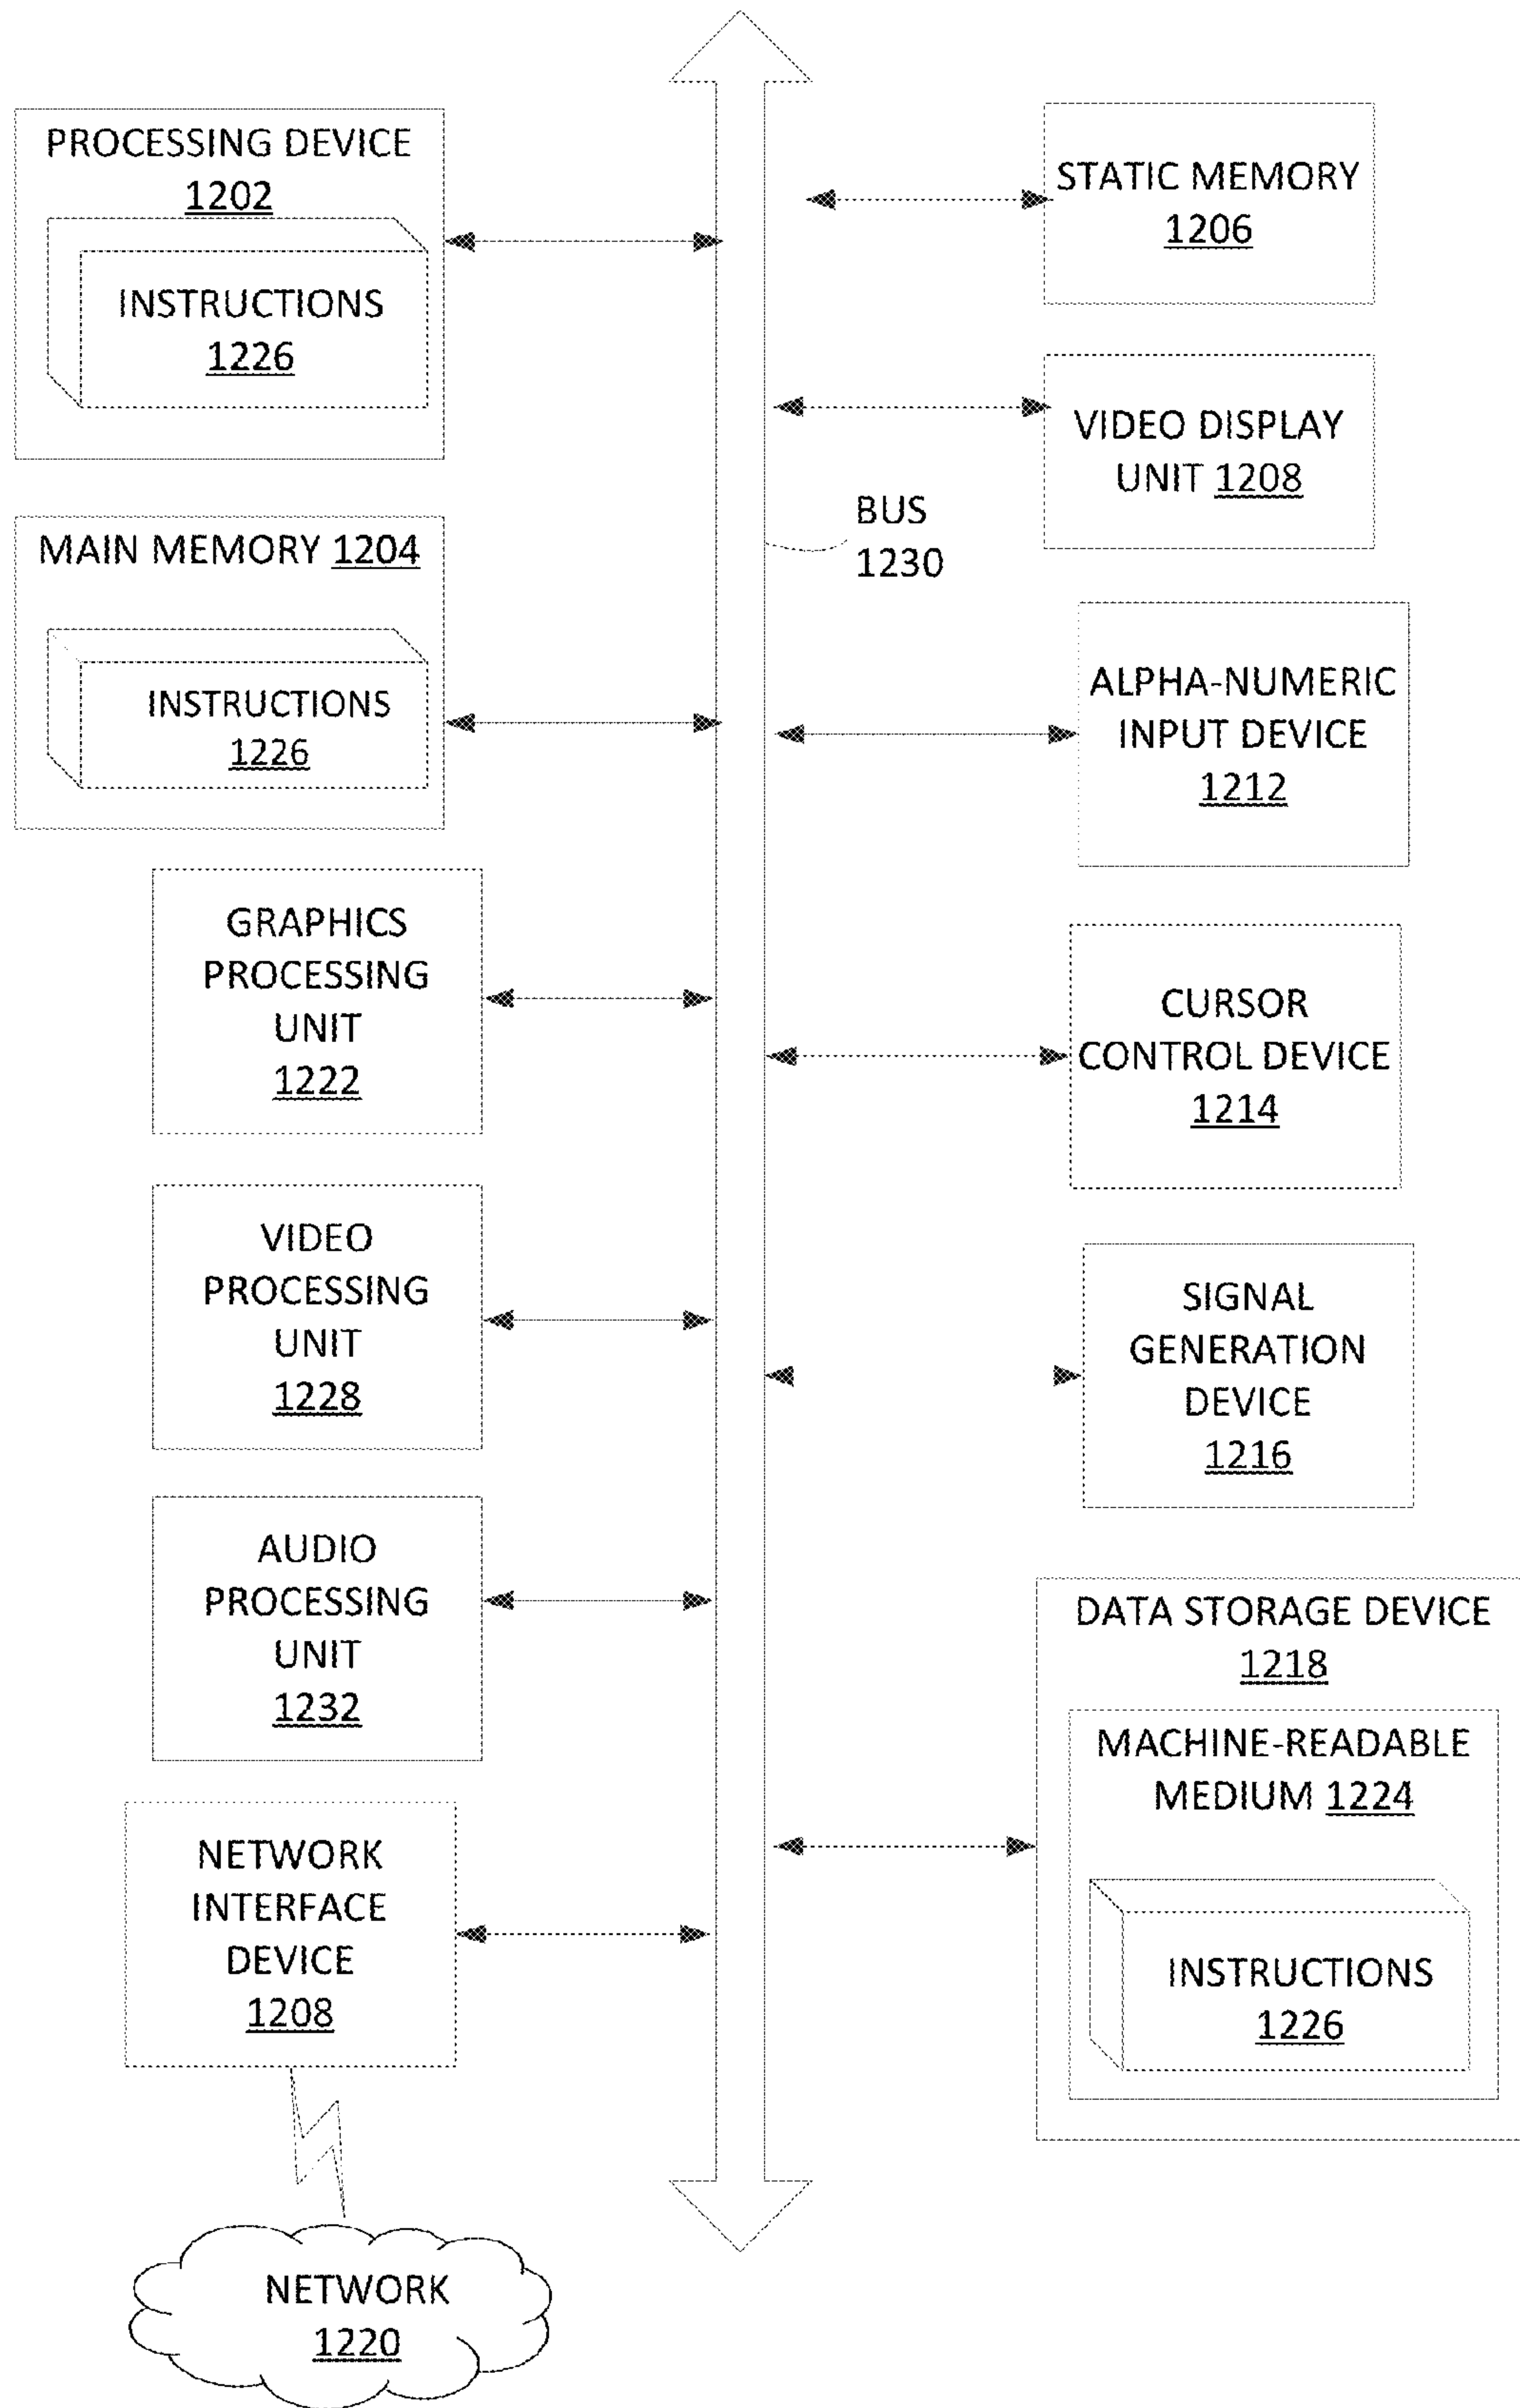 PROCESSING DEVICE
1202
INSTRUCTIONS
1226
MAIN MEMORY 1204
INSTRUCTIONS
1226
GRAPHICS
PROCESSING
UNIT
1222
VIDEO
PROCESSING
UNIT
1228
AUDIO
PROCESSING
UNIT
1232
NETWORK
INTERFACE
DEVICE
1208
NETWORK
1220
BUS
1230
STATIC MEMORY
1206
VIDEO DISPLAY
UNIT 1208
ALPHA-NUMERIC
INPUT DEVICE
1212
CURSOR
CONTROL DEVICE
1214
SIGNAL
GENERATION
DEVICE
1216
DATA STORAGE DEVICE
1218
MACHINE-READABLE
MEDIUM 1224
INSTRUCTIONS
1226